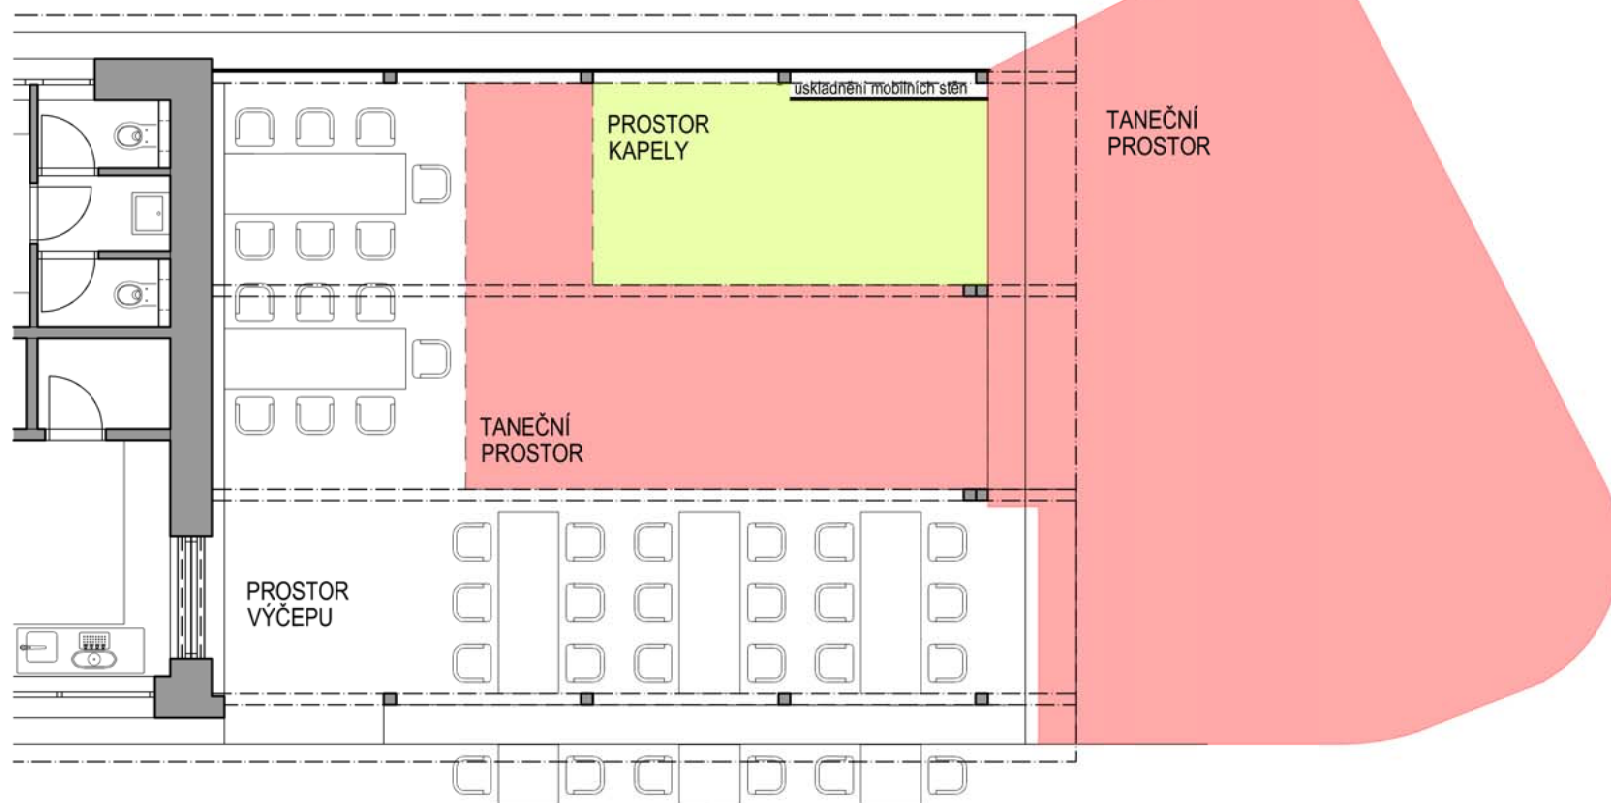 uskladnění mobilních stěn
PROSTOR
KAPELY
TANEČNÍ
PROSTOR
TANEČNÍ
PROSTOR
PROSTOR
VÝČEPU